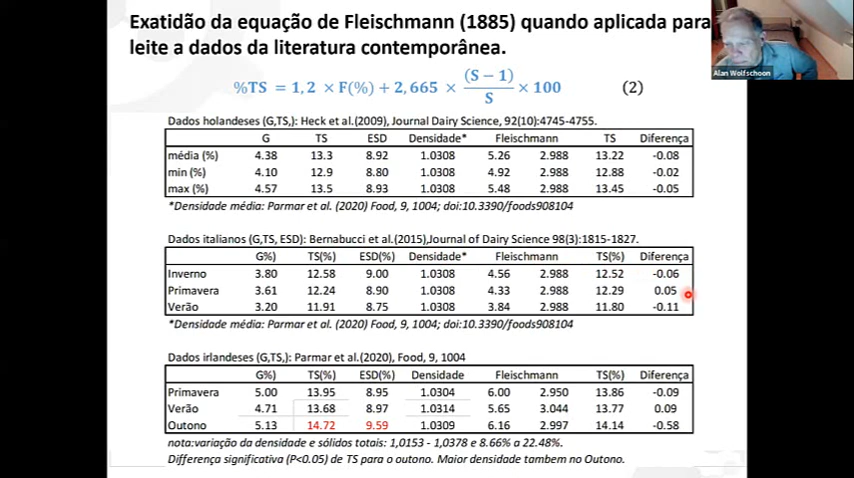 Exatidão da equação de Fleischmann (1885) quando aplicada para
leite a dados da literatura contemporânea.
%TS = 1,2 × F(%) + 2,665 × (S − 1)/S × 100 (2)
Alan Wolfschoon
Dados holandeses (G,TS,): Heck et al.(2009), Journal Dairy Science, 92(10):4745-4755.
G TS ESD Densidade* Fleischmann TS Diferença
média (%) 4.38 13.3 8.92 1.0308 5.26 2.988 13.22 -0.08
min (%) 4.10 12.9 8.80 1.0308 4.92 2.988 12.88 -0.02
max (%) 4.57 13.5 8.93 1.0308 5.48 2.988 13.45 -0.05
*Densidade média: Parmar et al. (2020) Food, 9, 1004; doi:10.3390/foods908104
Dados italianos (G,TS, ESD): Bernabucci et al.(2015),Journal of Dairy Science 98(3):1815-1827.
G% TS(%) ESD(%) Densidade* Fleischmann TS(%) Diferença
Inverno 3.80 12.58 9.00 1.0308 4.56 2.988 12.52 -0.06
Primavera 3.61 12.24 8.90 1.0308 4.33 2.988 12.29 0.05
Verão 3.20 11.91 8.75 1.0308 3.84 2.988 11.80 -0.11
*Densidade média: Parmar et al. (2020) Food, 9, 1004; doi:10.3390/foods908104
Dados irlandeses (G,TS,): Parmar et al.(2020), Food, 9, 1004
G%) TS(%) ESD(%) Densidade Fleischmann TS(%) Diferença
Primavera 5.00 13.95 8.95 1.0304 6.00 2.950 13.86 -0.09
Verão 4.71 13.68 8.97 1.0314 5.65 3.044 13.77 0.09
Outono 5.13 14.72 9.59 1.0309 6.16 2.997 14.14 -0.58
nota:variação da densidade e sólidos totais: 1,0153 - 1,0378 e 8.66% a 22.48%.
Differença significativa (P<0.05) de TS para o outono. Maior densidade tambem no Outono.